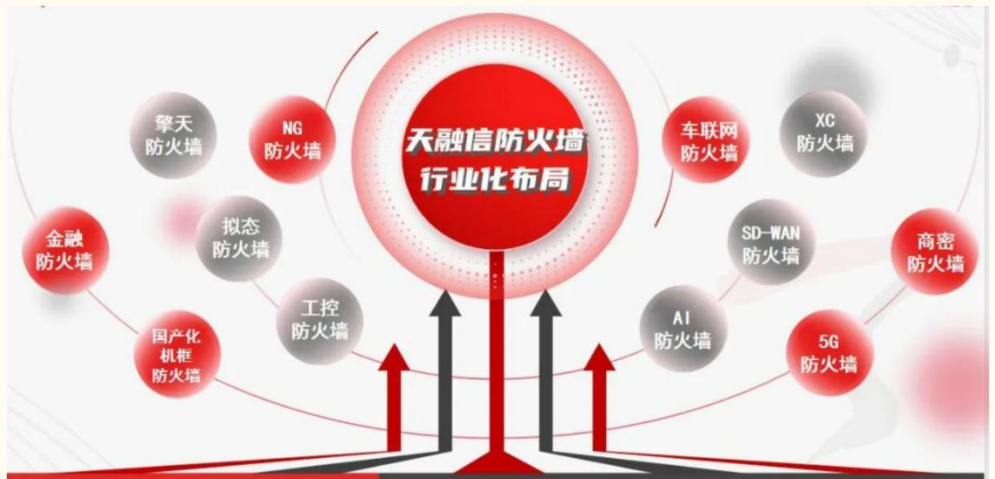 天融信防火墙
行业化布局
擎天
防火墙
NG
防火墙
车联网
防火墙
XC
防火墙
金融
防火墙
拟态
防火墙
SD-WAN
防火墙
商密
防火墙
国产化
机框
防火墙
工控
防火墙
AI
防火墙
5G
防火墙